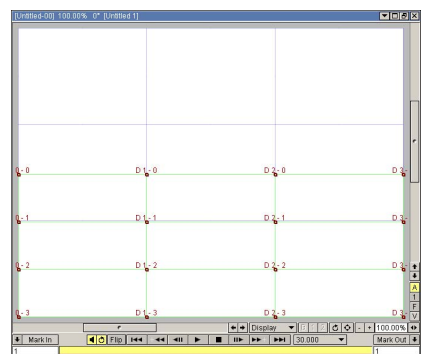 [Untitled-00] 100.00% 0* [Untitled 1]
0 - 0 D 1 - 0 D 2 - 0 D 3 -
0 - 1 D 1 - 1 D 2 - 1 D 3 -
0 - 2 D 1 - 2 D 2 - 2 D 3 -
0 - 3 D 1 - 3 D 2 - 3 D 3 -
A
1
F
V
Display - + 100.00%
Mark In Flip 30.000 Mark Out
1 1